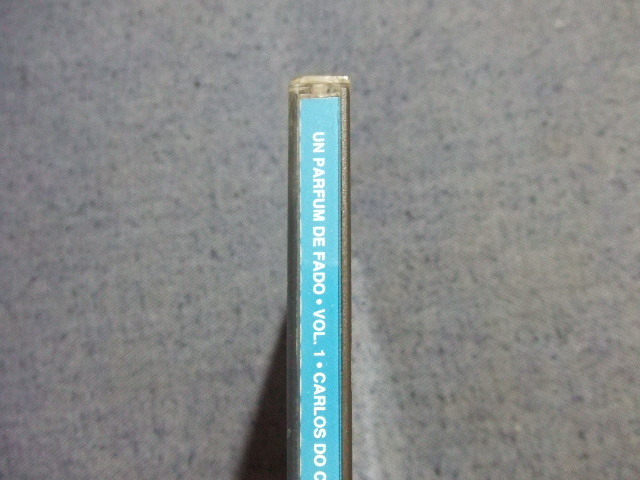 UN PARFUM DE FADO • VOL. 1 • CARLOS DO